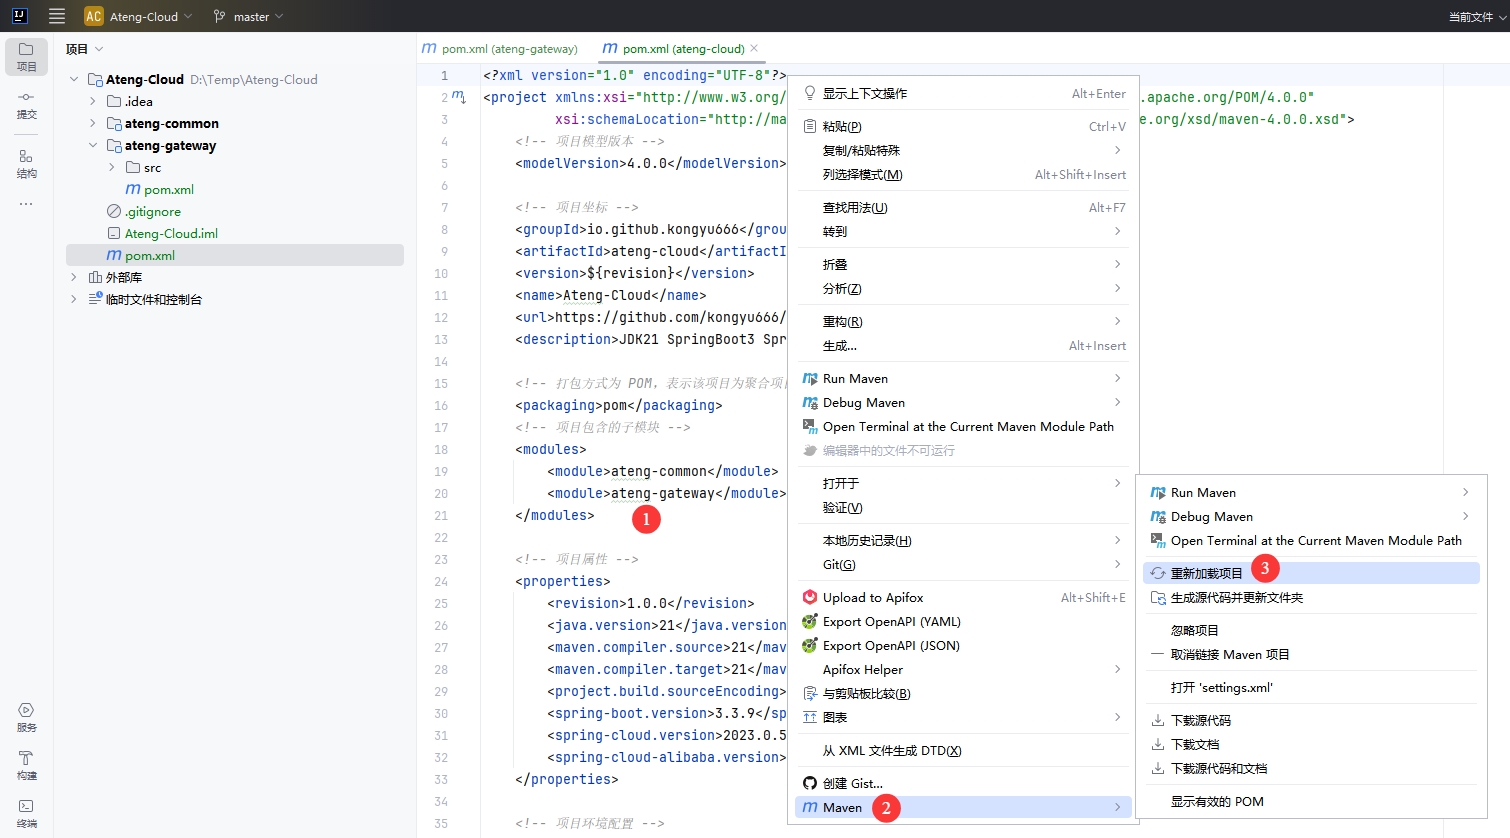 AC Ateng-Cloud master 当前文件
项目
项目
提交
结构
服务
构建
终端
Ateng-Cloud D:\Temp\Ateng-Cloud
.idea
ateng-common
ateng-gateway
src
pom.xml
.gitignore
Ateng-Cloud.iml
pom.xml
外部库
临时文件和控制台
pom.xml (ateng-gateway) pom.xml (ateng-cloud)
1 <?xml version="1.0" encoding="UTF-8"?>
2 <project xmlns:xsi="http://www.w3.org/ .apache.org/POM/4.0.0"
3 xsi:schemaLocation="http://ma e.org/xsd/maven-4.0.0.xsd">
4 <!-- 项目模型版本 -->
5 <modelVersion>4.0.0</modelVersion>
6
7 <!-- 项目坐标 -->
8 <groupId>io.github.kongyu666</grou
9 <artifactId>ateng-cloud</artifactI
10 <version>${revision}</version>
11 <name>Ateng-Cloud</name>
12 <url>https://github.com/kongyu666/
13 <description>JDK21 SpringBoot3 Spr
14
15 <!-- 打包方式为 POM，表示该项目为聚合项
16 <packaging>pom</packaging>
17 <!-- 项目包含的子模块 -->
18 <modules>
19 <module>ateng-common</module>
20 <module>ateng-gateway</module>
21 </modules>
22
23 <!-- 项目属性 -->
24 <properties>
25 <revision>1.0.0</revision>
26 <java.version>21</java.version
27 <maven.compiler.source>21</mav
28 <maven.compiler.target>21</mav
29 <project.build.sourceEncoding>
30 <spring-boot.version>3.3.9</sp
31 <spring-cloud.version>2023.0.5
32 <spring-cloud-alibaba.version>
33 </properties>
34
35 <!-- 项目环境配置 -->
1
显示上下文操作 Alt+Enter
粘贴(P) Ctrl+V
复制/粘贴特殊
列选择模式(M) Alt+Shift+Insert
查找用法(U) Alt+F7
转到
折叠
分析(Z)
重构(R)
生成... Alt+Insert
Run Maven
Debug Maven
Open Terminal at the Current Maven Module Path
编辑器中的文件不可运行
打开于
验证(V)
本地历史记录(H)
Git(G)
Upload to Apifox Alt+Shift+E
Export OpenAPI (YAML)
Export OpenAPI (JSON)
Apifox Helper
与剪贴板比较(B)
图表
从 XML 文件生成 DTD(X)
创建 Gist...
Maven 2
Run Maven
Debug Maven
Open Terminal at the Current Maven Module Path
重新加载项目 3
生成源代码并更新文件夹
忽略项目
取消链接 Maven 项目
打开 'settings.xml'
下载源代码
下载文档
下载源代码和文档
显示有效的 POM